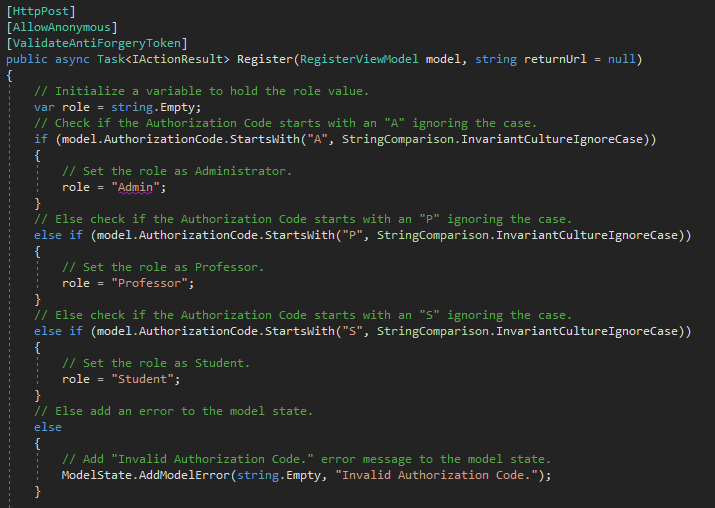 [HttpPost]
[AllowAnonymous]
[ValidateAntiForgeryToken]
public async Task<IActionResult> Register(RegisterViewModel model, string returnUrl = null)
{
    // Initialize a variable to hold the role value.
    var role = string.Empty;
    // Check if the Authorization Code starts with an "A" ignoring the case.
    if (model.AuthorizationCode.StartsWith("A", StringComparison.InvariantCultureIgnoreCase))
    {
        // Set the role as Administrator.
        role = "Admin";
    }
    // Else check if the Authorization Code starts with an "P" ignoring the case.
    else if (model.AuthorizationCode.StartsWith("P", StringComparison.InvariantCultureIgnoreCase))
    {
        // Set the role as Professor.
        role = "Professor";
    }
    // Else check if the Authorization Code starts with an "S" ignoring the case.
    else if (model.AuthorizationCode.StartsWith("S", StringComparison.InvariantCultureIgnoreCase))
    {
        // Set the role as Student.
        role = "Student";
    }
    // Else add an error to the model state.
    else
    {
        // Add "Invalid Authorization Code." error message to the model state.
        ModelState.AddModelError(string.Empty, "Invalid Authorization Code.");
    }